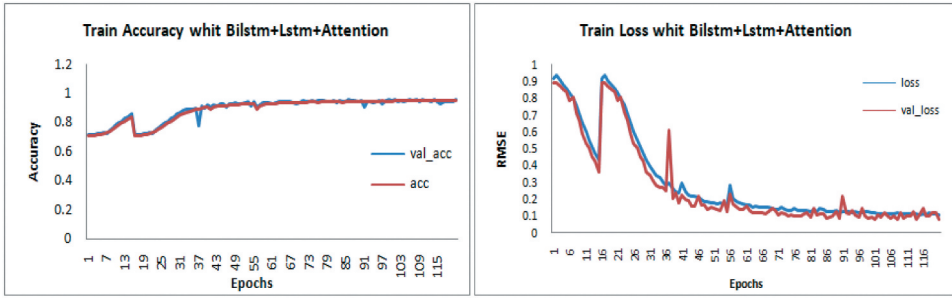 Train Accuracy whit Bilstm+Lstm+Attention
1.2
1
0.8
0.6
0.4
0.2
0
Accuracy
val_acc
acc
1 7 13 19 25 31 37 43 49 55 61 67 73 79 85 91 97 103 109 115
Epochs
Train Loss whit Bilstm+Lstm+Attention
1
0.9
0.8
0.7
0.6
0.5
0.4
0.3
0.2
0.1
0
RMSE
loss
val_loss
1 6 11 16 21 26 31 36 41 46 51 56 61 66 71 76 81 86 91 96 101 106 111 116
Epochs